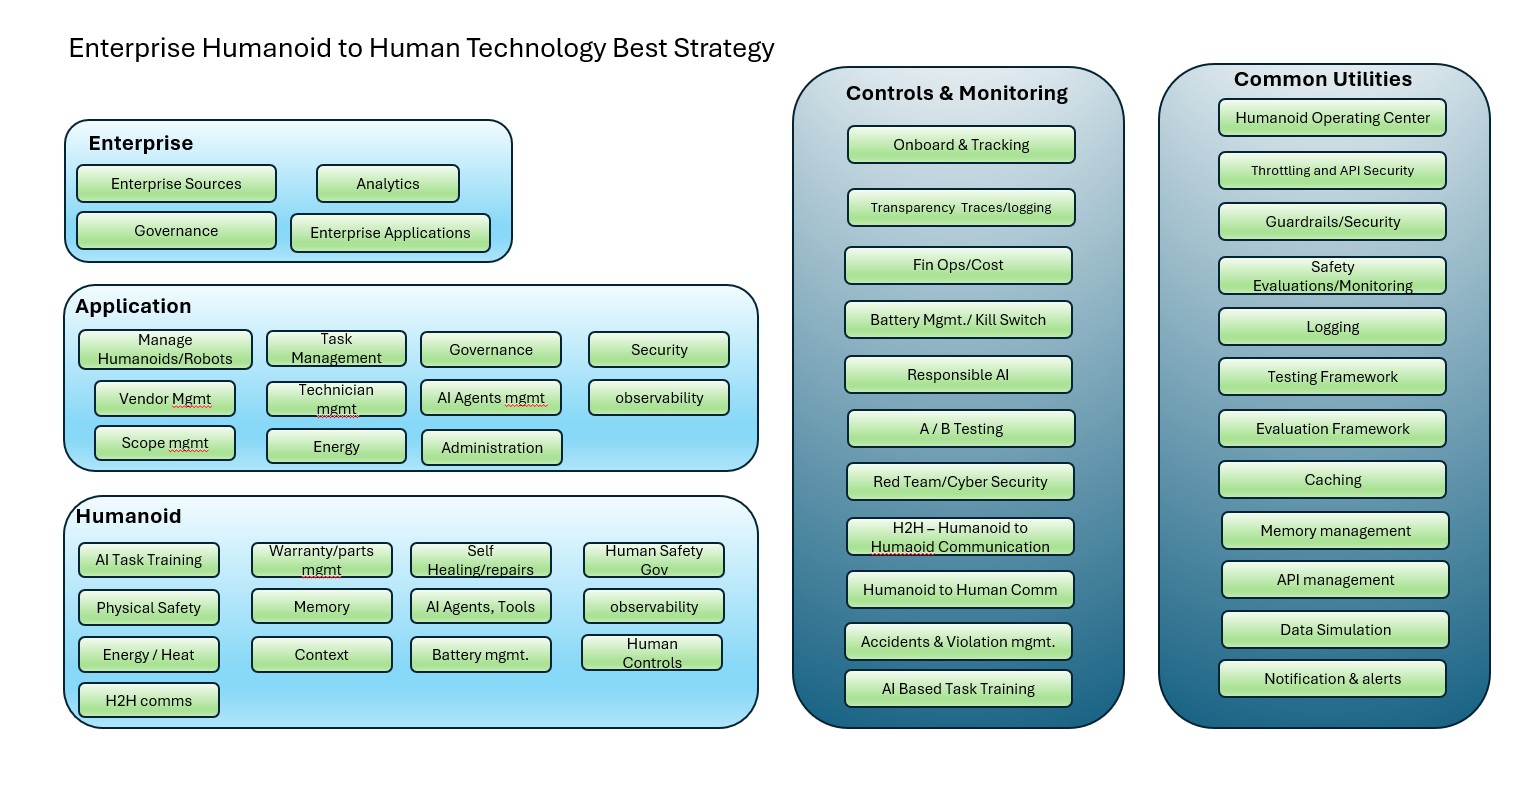 Enterprise Humanoid to Human Technology Best Strategy
Enterprise
Enterprise Sources
Analytics
Governance
Enterprise Applications
Application
Manage
Humanoids/Robots
Task
Management
Governance
Security
Vendor Mgmt
Technician
mgmt
AI Agents mgmt
observability
Scope mgmt
Energy
Administration
Humanoid
AI Task Training
Warranty/parts
mgmt
Self
Healing/repairs
Human Safety
Gov
Physical Safety
Memory
AI Agents, Tools
observability
Energy / Heat
Context
Battery mgmt.
Human
Controls
H2H comms
Controls & Monitoring
Onboard & Tracking
Transparency Traces/logging
Fin Ops/Cost
Battery Mgmt./ Kill Switch
Responsible AI
A / B Testing
Red Team/Cyber Security
H2H – Humanoid to
Humaoid Communication
Humanoid to Human Comm
Accidents & Violation mgmt.
AI Based Task Training
Common Utilities
Humanoid Operating Center
Throttling and API Security
Guardrails/Security
Safety
Evaluations/Monitoring
Logging
Testing Framework
Evaluation Framework
Caching
Memory management
API management
Data Simulation
Notification & alerts